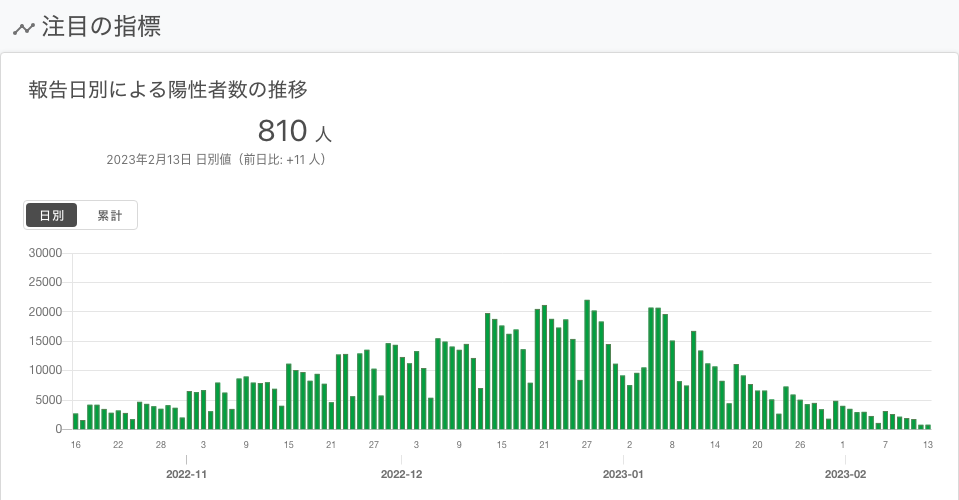 注目の指標
報告日別による陽性者数の推移
810 人
2023年2月13日 日別値（前日比: +11 人）
日別 累計
30000
25000
20000
15000
10000
5000
0
16 22 28 3 9 15 21 27 3 9 15 21 27 2 8 14 20 26 1 7 13
2022-11 2022-12 2023-01 2023-02